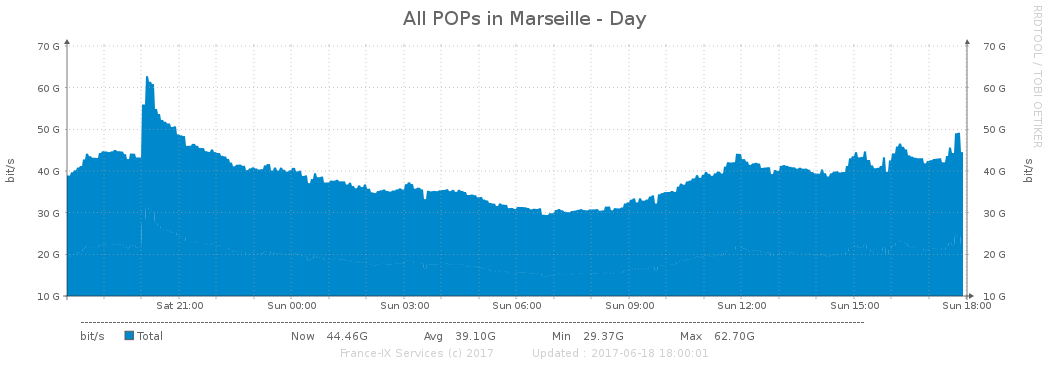 All POPs in Marseille - Day
RRDTOOL / TOBI OETIKER
70 G 70 G
60 G 60 G
50 G 50 G
40 G 40 G
30 G 30 G
20 G 20 G
10 G 10 G
bit/s
bit/s
Sat 21:00 Sun 00:00 Sun 03:00 Sun 06:00 Sun 09:00 Sun 12:00 Sun 15:00 Sun 18:00
bit/s Total Now 44.46G Avg 39.10G Min 29.37G Max 62.70G
France-IX Services (c) 2017 Updated : 2017-06-18 18:00:01